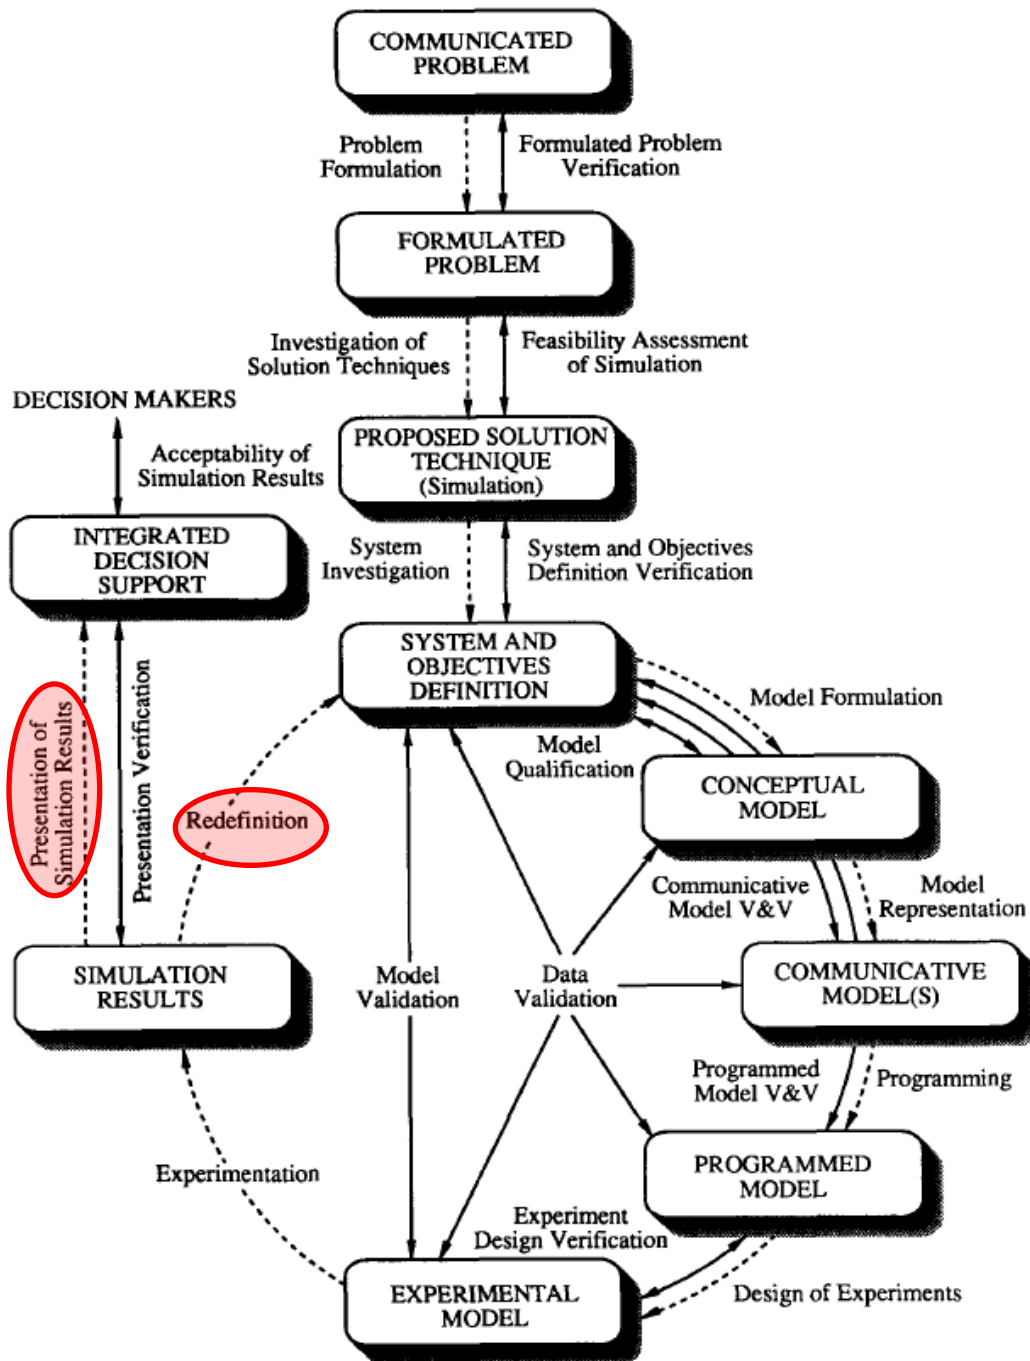 COMMUNICATED
PROBLEM
Problem
Formulation
Formulated Problem
Verification
FORMULATED
PROBLEM
Investigation of
Solution Techniques
Feasibility Assessment
of Simulation
DECISION MAKERS
Acceptability of
Simulation Results
PROPOSED SOLUTION
TECHNIQUE
(Simulation)
INTEGRATED
DECISION
SUPPORT
System
Investigation
System and Objectives
Definition Verification
SYSTEM AND
OBJECTIVES
DEFINITION
Presentation of
Simulation Results
Presentation Verification
Redefinition
Model Formulation
Model
Qualification
CONCEPTUAL
MODEL
Communicative
Model V&V
Model
Representation
SIMULATION
RESULTS
Model
Validation
Data
Validation
COMMUNICATIVE
MODEL(S)
Programmed
Model V&V
Programming
Experimentation
PROGRAMMED
MODEL
Experiment
Design Verification
EXPERIMENTAL
MODEL
Design of Experiments